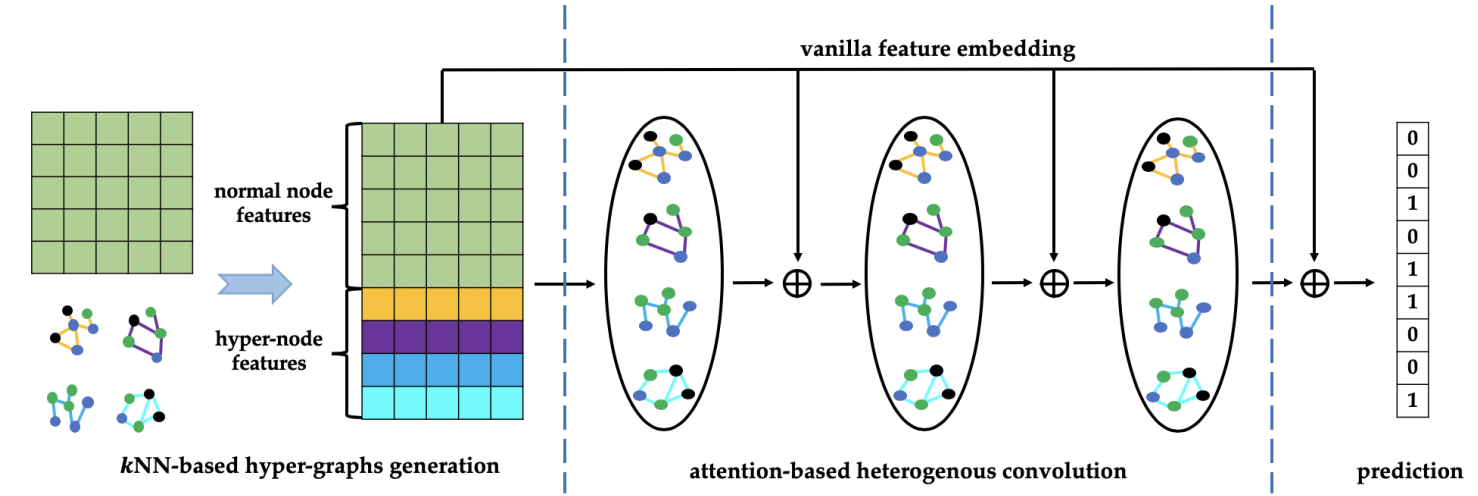 vanilla feature embedding
normal node
features
hyper-node
features
0
0
1
0
1
1
0
0
1
kNN-based hyper-graphs generation
attention-based heterogenous convolution
prediction